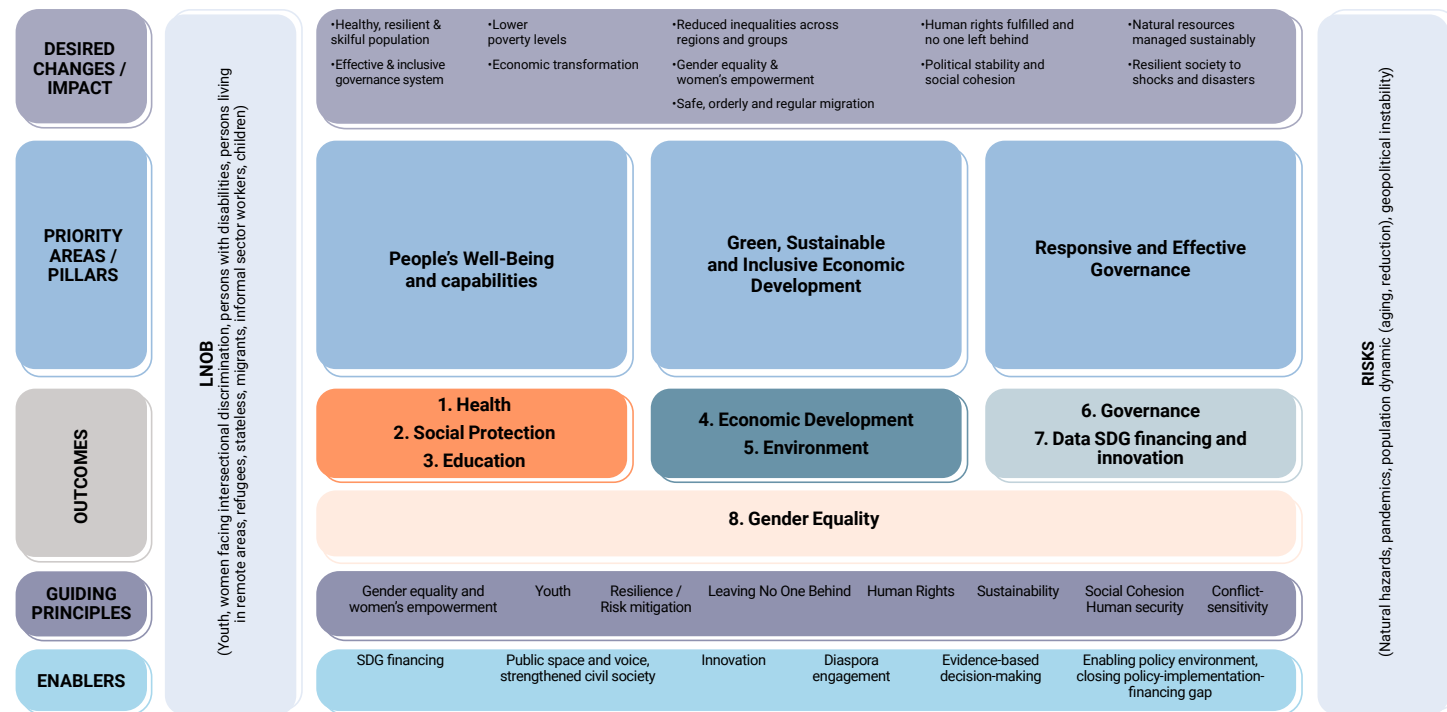 DESIRED
CHANGES /
IMPACT
•Healthy, resilient &
skilful population
•Effective & inclusive
governance system
•Lower
poverty levels
•Economic transformation
•Reduced inequalities across
regions and groups
•Gender equality &
women's empowerment
•Safe, orderly and regular migration
•Human rights fulfilled and
no one left behind
•Political stability and
social cohesion
•Natural resources
managed sustainably
•Resilient society to
shocks and disasters
LNOB
(Youth, women facing intersectional discrimination, persons with disabilities, persons living
in remote areas, refugees, stateless, migrants, informal sector workers, children)
PRIORITY
AREAS /
PILLARS
People's Well-Being
and capabilities
Green, Sustainable
and Inclusive Economic
Development
Responsive and Effective
Governance
OUTCOMES
1. Health
2. Social Protection
3. Education
4. Economic Development
5. Environment
6. Governance
7. Data SDG financing and
innovation
8. Gender Equality
GUIDING
PRINCIPLES
Gender equality and
women's empowerment
Youth
Resilience /
Risk mitigation
Leaving No One Behind
Human Rights
Sustainability
Social Cohesion
Human security
Conflict-
sensitivity
ENABLERS
SDG financing
Public space and voice,
strengthened civil society
Innovation
Diaspora
engagement
Evidence-based
decision-making
Enabling policy environment,
closing policy-implementation-
financing gap
RISKS
(Natural hazards, pandemics, population dynamic (aging, reduction), geopolitical instability)